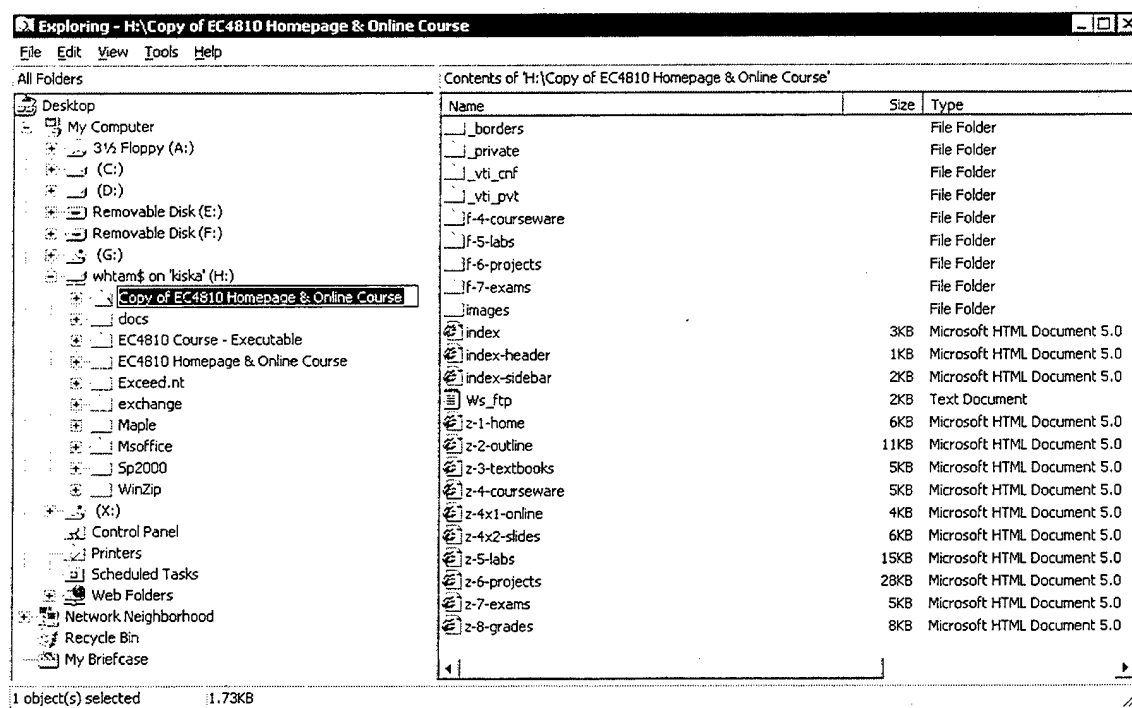 Exploring - H:\Copy of EC4810 Homepage & Online Course
File Edit View Tools Help
All Folders
Contents of 'H:\Copy of EC4810 Homepage & Online Course'
Desktop
My Computer
3½ Floppy (A:)
(C:)
(D:)
Removable Disk (E:)
Removable Disk (F:)
(G:)
whtam$ on 'kiska' (H:)
Copy of EC4810 Homepage & Online Course
docs
EC4810 Course - Executable
EC4810 Homepage & Online Course
Exceed.nt
exchange
Maple
Msoffice
Sp2000
WinZip
(X:)
Control Panel
Printers
Scheduled Tasks
Web Folders
Network Neighborhood
Recycle Bin
My Briefcase
Name Size Type
_borders File Folder
_private File Folder
_vti_cnf File Folder
_vti_pvt File Folder
f-4-courseware File Folder
f-5-labs File Folder
f-6-projects File Folder
f-7-exams File Folder
images File Folder
index 3KB Microsoft HTML Document 5.0
index-header 1KB Microsoft HTML Document 5.0
index-sidebar 2KB Microsoft HTML Document 5.0
Ws_ftp 2KB Text Document
z-1-home 6KB Microsoft HTML Document 5.0
z-2-outline 11KB Microsoft HTML Document 5.0
z-3-textbooks 5KB Microsoft HTML Document 5.0
z-4-courseware 5KB Microsoft HTML Document 5.0
z-4x1-online 4KB Microsoft HTML Document 5.0
z-4x2-slides 6KB Microsoft HTML Document 5.0
z-5-labs 15KB Microsoft HTML Document 5.0
z-6-projects 28KB Microsoft HTML Document 5.0
z-7-exams 5KB Microsoft HTML Document 5.0
z-8-grades 8KB Microsoft HTML Document 5.0
1 object(s) selected 1.73KB